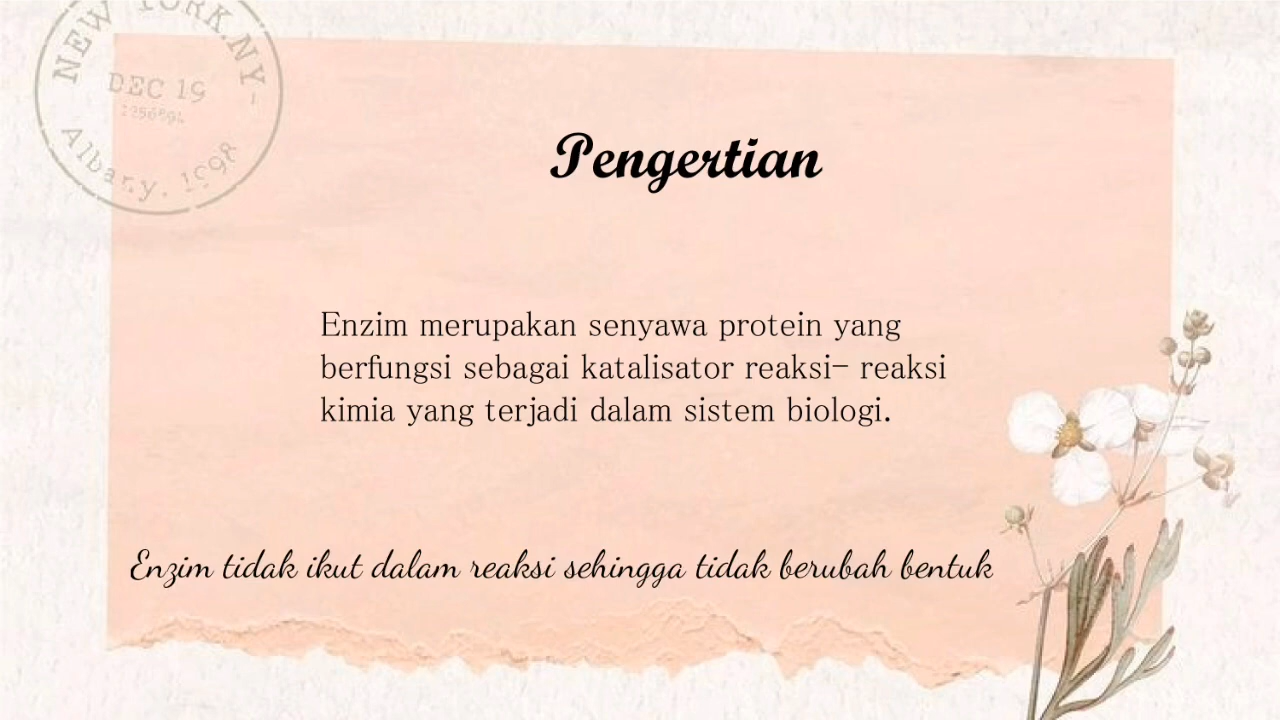 NEW YORK,NY-
DEC 19
Albany, 1998
Pengertian
Enzim merupakan senyawa protein yang
berfungsi sebagai katalisator reaksi- reaksi
kimia yang terjadi dalam sistem biologi.
Enzim tidak ikut dalam reaksi sehingga tidak berubah bentuk